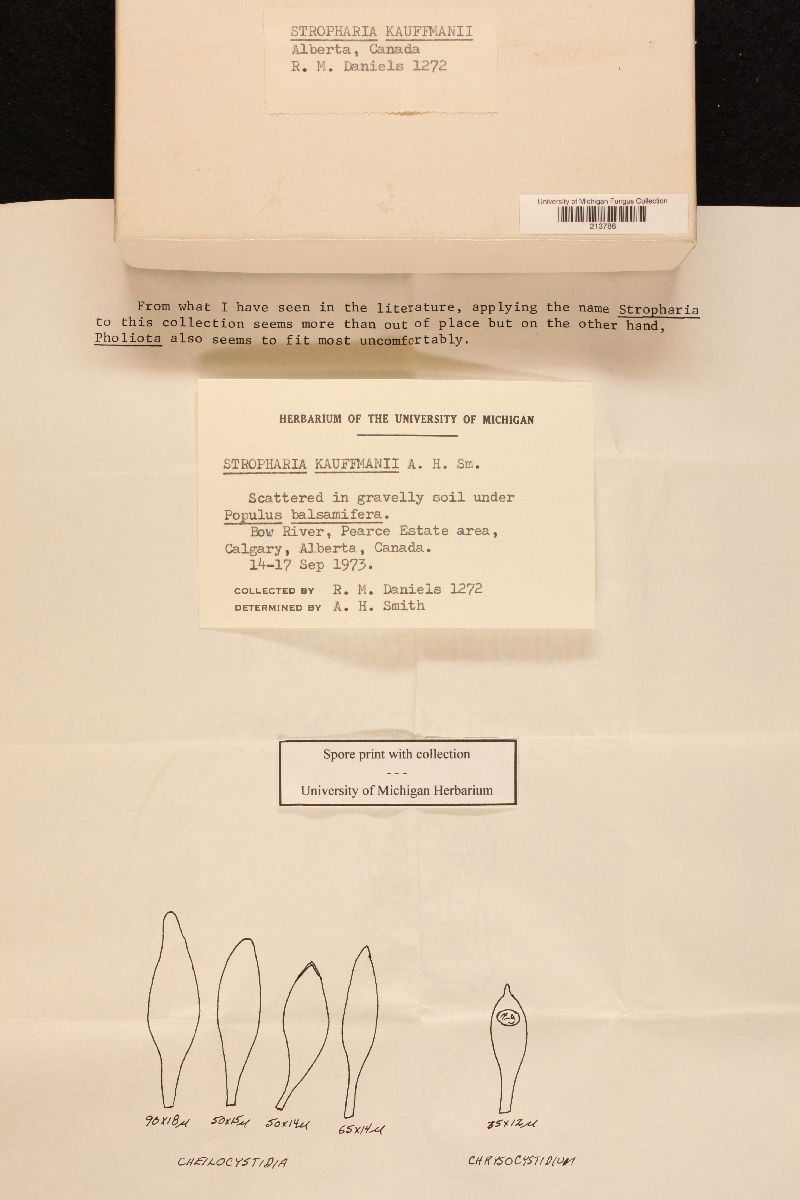 STROPHARIA KAUFFMANII
Alberta, Canada
R. M. Daniels 1272
University of Michigan Fungus Collection
213786
From what I have seen in the literature, applying the name Stropharia
to this collection seems more than out of place but on the other hand,
Pholiota also seems to fit most uncomfortably.
HERBARIUM OF THE UNIVERSITY OF MICHIGAN
STROPHARIA KAUFFMANII A. H. Sm.
Scattered in gravelly soil under
Populus balsamifera.
Bow River, Pearce Estate area,
Calgary, Alberta, Canada.
14-17 Sep 1973.
COLLECTED BY R. M. Daniels 1272
DETERMINED BY A. H. Smith
Spore print with collection
- - -
University of Michigan Herbarium
90x18µ 50x15µ 50x14µ 65x14µ 35x12µ
CHEILOCYSTIDIA CHRYSOCYSTIDIUM